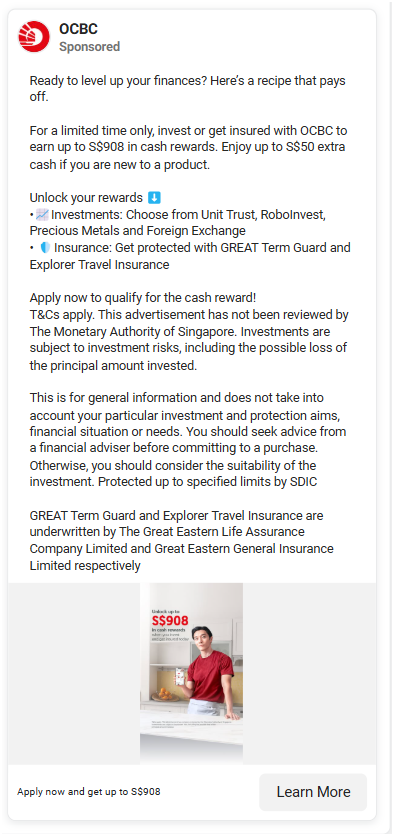 OCBC
Sponsored
Ready to level up your finances? Here's a recipe that pays
off.
For a limited time only, invest or get insured with OCBC to
earn up to S$908 in cash rewards. Enjoy up to S$50 extra
cash if you are new to a product.
Unlock your rewards ⬇️
• 📈 Investments: Choose from Unit Trust, RoboInvest,
Precious Metals and Foreign Exchange
• 🛡️ Insurance: Get protected with GREAT Term Guard and
Explorer Travel Insurance
Apply now to qualify for the cash reward!
T&Cs apply. This advertisement has not been reviewed by
The Monetary Authority of Singapore. Investments are
subject to investment risks, including the possible loss of
the principal amount invested.
This is for general information and does not take into
account your particular investment and protection aims,
financial situation or needs. You should seek advice from
a financial adviser before committing to a purchase.
Otherwise, you should consider the suitability of the
investment. Protected up to specified limits by SDIC
GREAT Term Guard and Explorer Travel Insurance are
underwritten by The Great Eastern Life Assurance
Company Limited and Great Eastern General Insurance
Limited respectively
Unlock up to
S$908
in cash rewards
when you invest
and get insured today!
Apply now and get up to S$908
Learn More